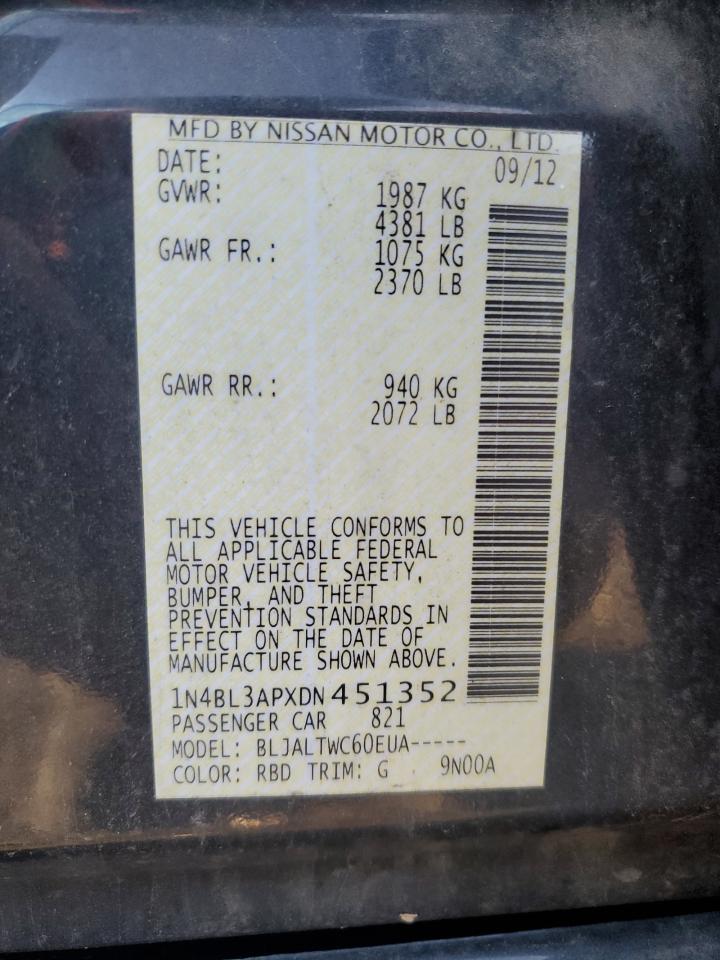 MFD BY NISSAN MOTOR CO., LTD.
DATE: 09/12
GVWR: 1987 KG
4381 LB
GAWR FR.: 1075 KG
2370 LB
GAWR RR.: 940 KG
2072 LB
THIS VEHICLE CONFORMS TO
ALL APPLICABLE FEDERAL
MOTOR VEHICLE SAFETY,
BUMPER, AND THEFT
PREVENTION STANDARDS IN
EFFECT ON THE DATE OF
MANUFACTURE SHOWN ABOVE.
1N4BL3APXDN451352
PASSENGER CAR 821
MODEL: BLJALTWC60EUA-----
COLOR: RBD TRIM: G 9N00A